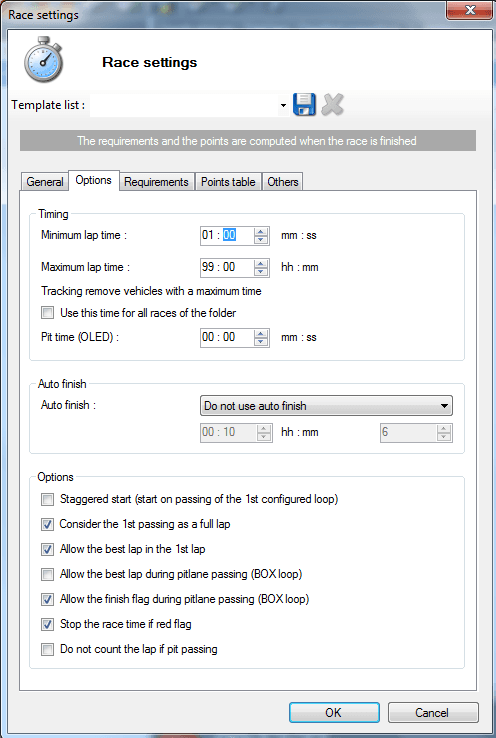 Race settings
Race settings
Template list :
The requirements and the points are computed when the race is finished
General Options Requirements Points table Others
Timing
Minimum lap time : 01 : 00 mm : ss
Maximum lap time : 99 : 00 hh : mm
Tracking remove vehicles with a maximum time
Use this time for all races of the folder
Pit time (OLED) : 00 : 00 mm : ss
Auto finish
Auto finish : Do not use auto finish
00 : 10 hh : mm 6
Options
Staggered start (start on passing of the 1st configured loop)
Consider the 1st passing as a full lap
Allow the best lap in the 1st lap
Allow the best lap during pitlane passing (BOX loop)
Allow the finish flag during pitlane passing (BOX loop)
Stop the race time if red flag
Do not count the lap if pit passing
OK Cancel